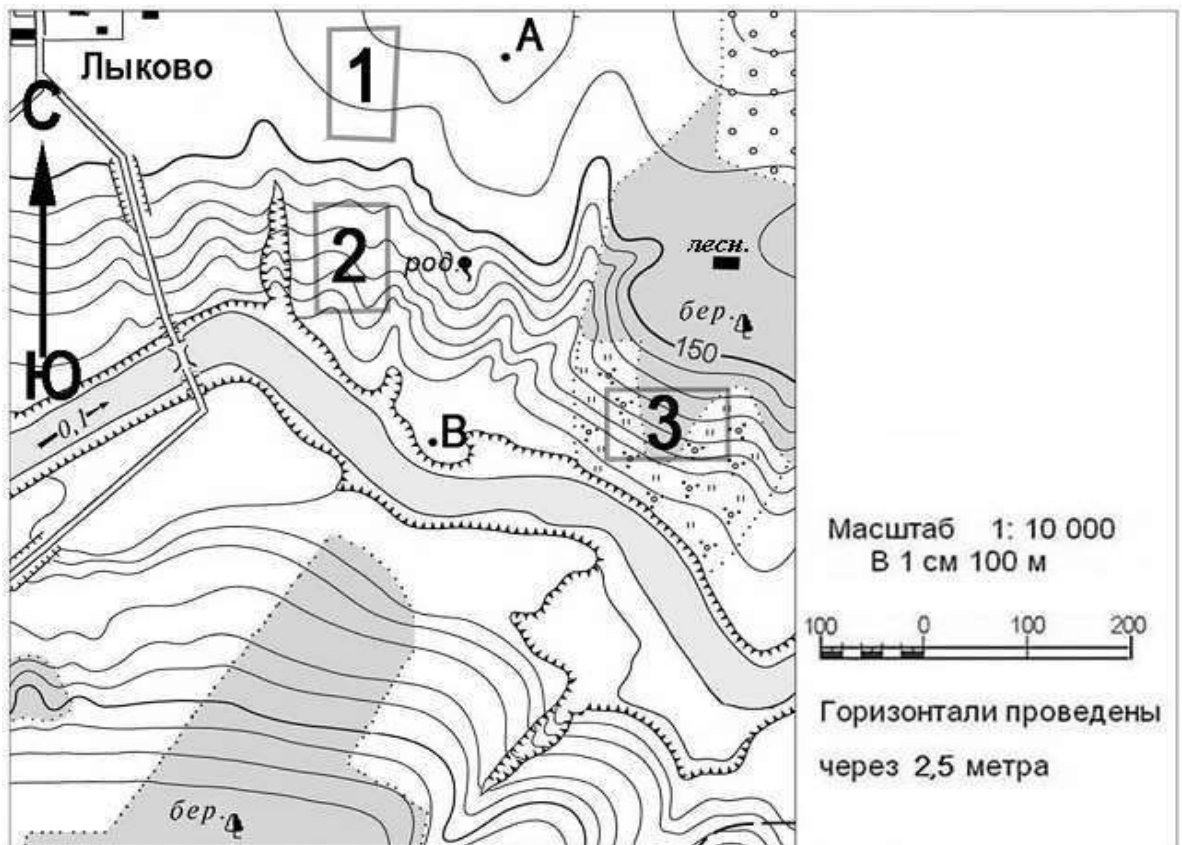 А
1
Лыково
С
2
род.
лесн.
бер.
150
Ю
3
0,1
В
Масштаб 1: 10 000
В 1 см 100 м
100 0 100 200
Горизонтали проведены
через 2,5 метра
бер.